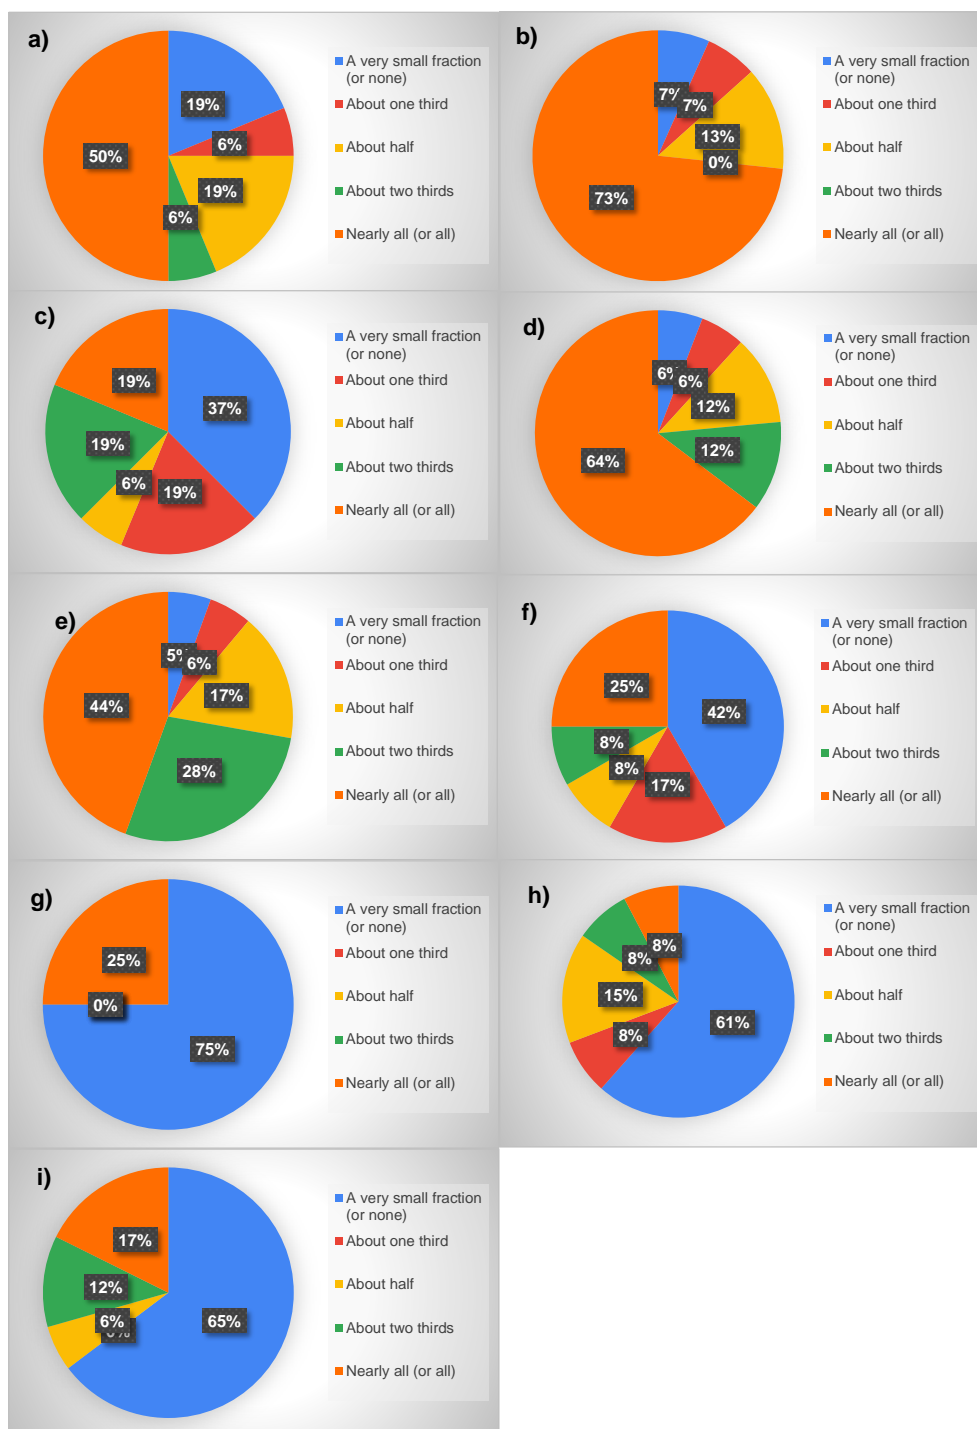 a)
19%
6%
19%
6%
50%
A very small fraction
(or none)
About one third
About half
About two thirds
Nearly all (or all)
b)
7%
7%
13%
0%
73%
A very small fraction
(or none)
About one third
About half
About two thirds
Nearly all (or all)
c)
37%
19%
6%
19%
19%
A very small fraction
(or none)
About one third
About half
About two thirds
Nearly all (or all)
d)
6%
6%
12%
12%
64%
A very small fraction
(or none)
About one third
About half
About two thirds
Nearly all (or all)
e)
5%
6%
17%
28%
44%
A very small fraction
(or none)
About one third
About half
About two thirds
Nearly all (or all)
f)
42%
17%
8%
8%
25%
A very small fraction
(or none)
About one third
About half
About two thirds
Nearly all (or all)
g)
75%
0%
25%
A very small fraction
(or none)
About one third
About half
About two thirds
Nearly all (or all)
h)
61%
8%
15%
8%
8%
A very small fraction
(or none)
About one third
About half
About two thirds
Nearly all (or all)
i)
65%
6%
12%
17%
A very small fraction
(or none)
About one third
About half
About two thirds
Nearly all (or all)